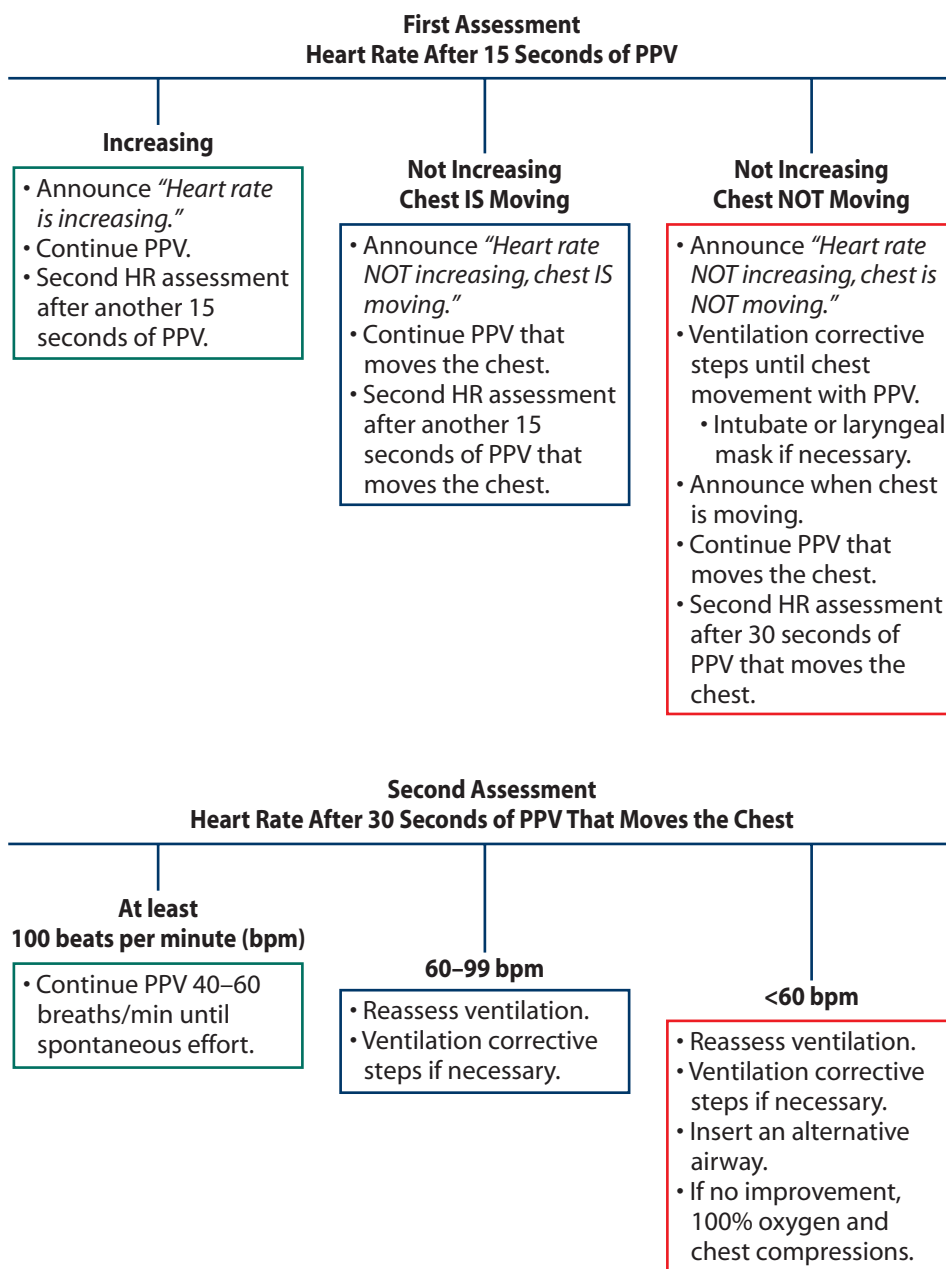 First Assessment
Heart Rate After 15 Seconds of PPV
Increasing
• Announce “Heart rate
is increasing.”
• Continue PPV.
• Second HR assessment
after another 15
seconds of PPV.
Not Increasing
Chest IS Moving
• Announce “Heart rate
NOT increasing, chest IS
moving.”
• Continue PPV that
moves the chest.
• Second HR assessment
after another 15
seconds of PPV that
moves the chest.
Not Increasing
Chest NOT Moving
• Announce “Heart rate
NOT increasing, chest is
NOT moving.”
• Ventilation corrective
steps until chest
movement with PPV.
• Intubate or laryngeal
mask if necessary.
• Announce when chest
is moving.
• Continue PPV that
moves the chest.
• Second HR assessment
after 30 seconds of
PPV that moves the
chest.
Second Assessment
Heart Rate After 30 Seconds of PPV That Moves the Chest
At least
100 beats per minute (bpm)
• Continue PPV 40–60
breaths/min until
spontaneous effort.
60–99 bpm
• Reassess ventilation.
• Ventilation corrective
steps if necessary.
<60 bpm
• Reassess ventilation.
• Ventilation corrective
steps if necessary.
• Insert an alternative
airway.
• If no improvement,
100% oxygen and
chest compressions.